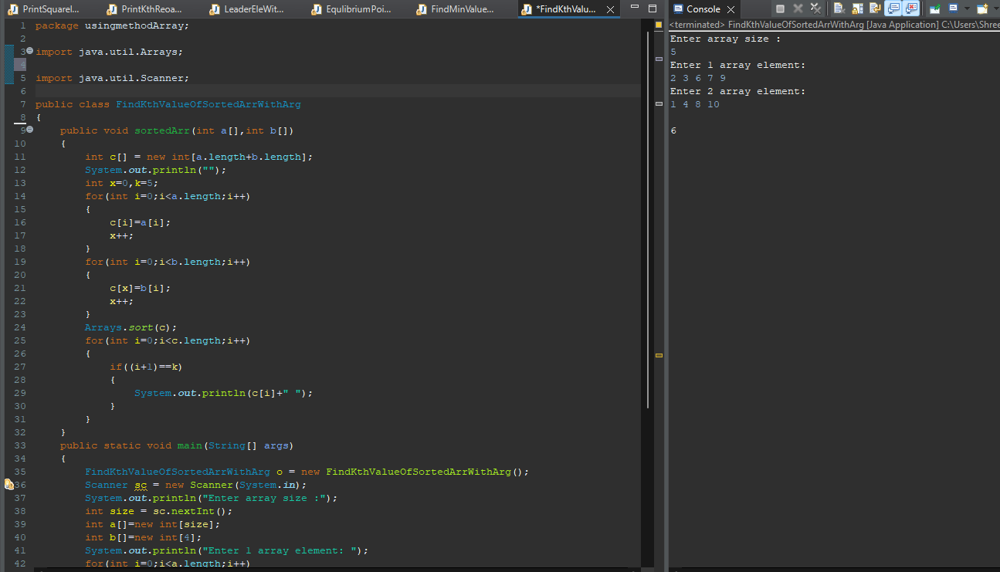 PrintSquarel... PrintKthReoa... LeaderEleWit... EqulibriumPoi... FindMinValue... *FindKthValu...
1 package usingmethodArray;
2
3 import java.util.Arrays;
4
5 import java.util.Scanner;
6
7 public class FindKthValueOfSortedArrWithArg
8 {
9 public void sortedArr(int a[],int b[])
10 {
11 int c[] = new int[a.length+b.length];
12 System.out.println("");
13 int x=0,k=5;
14 for(int i=0;i<a.length;i++)
15 {
16 c[i]=a[i];
17 x++;
18 }
19 for(int i=0;i<b.length;i++)
20 {
21 c[x]=b[i];
22 x++;
23 }
24 Arrays.sort(c);
25 for(int i=0;i<c.length;i++)
26 {
27 if((i+1)==k)
28 {
29 System.out.println(c[i]+" ");
30 }
31 }
32 }
33 public static void main(String[] args)
34 {
35 FindKthValueOfSortedArrWithArg o = new FindKthValueOfSortedArrWithArg();
36 Scanner sc = new Scanner(System.in);
37 System.out.println("Enter array size :");
38 int size = sc.nextInt();
39 int a[]=new int[size];
40 int b[]=new int[4];
41 System.out.println("Enter 1 array element: ");
42 for(int i=0;i<a.length;i++)
Console
<terminated> FindKthValueOfSortedArrWithArg [Java Application] C:\Users\Shree
Enter array size :
5
Enter 1 array element:
2 3 6 7 9
Enter 2 array element:
1 4 8 10
6